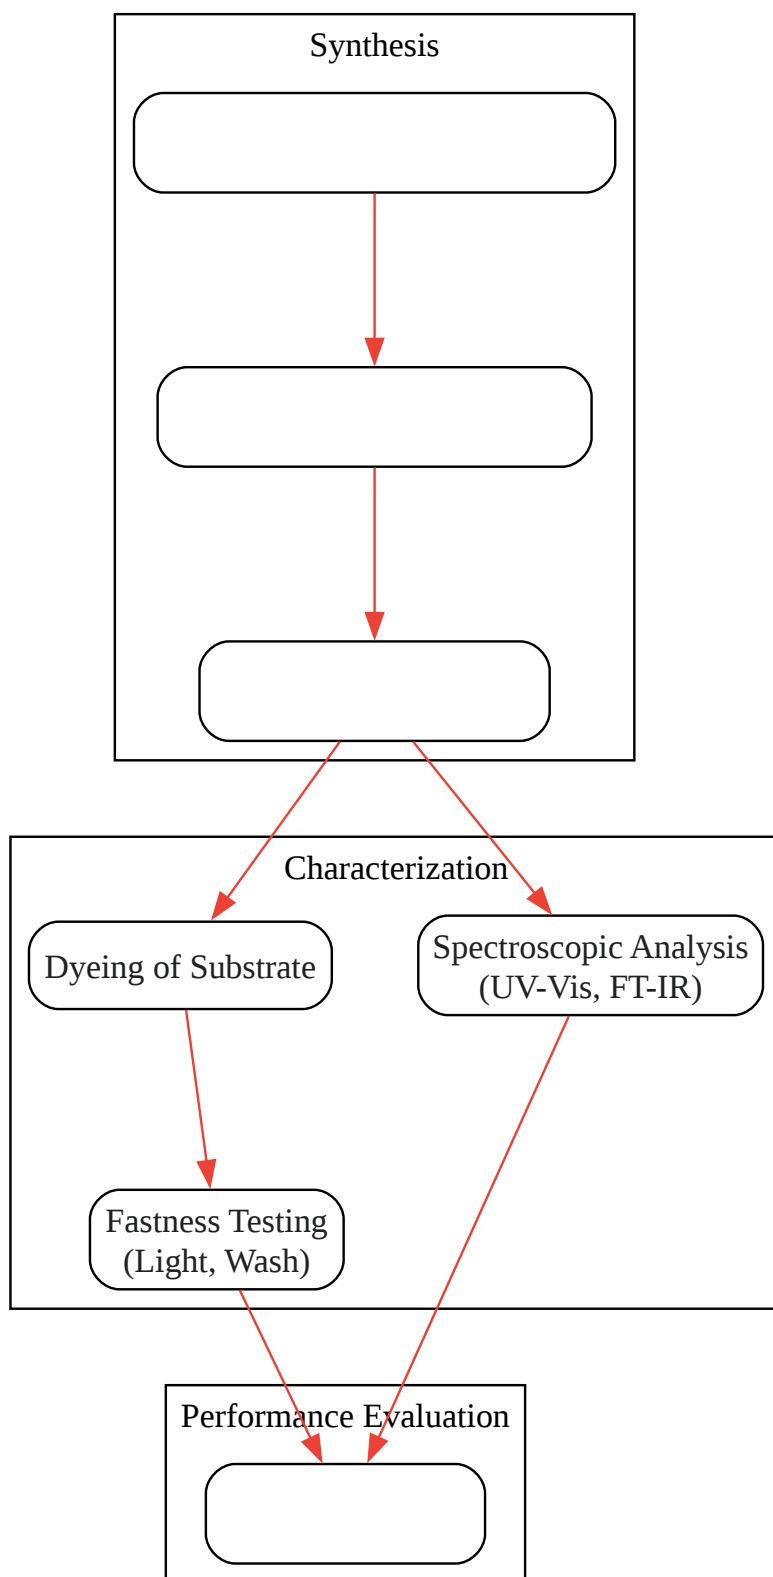 Synthesis
Characterization
Dyeing of Substrate
Spectroscopic Analysis
(UV-Vis, FT-IR)
Fastness Testing
(Light, Wash)
Performance Evaluation